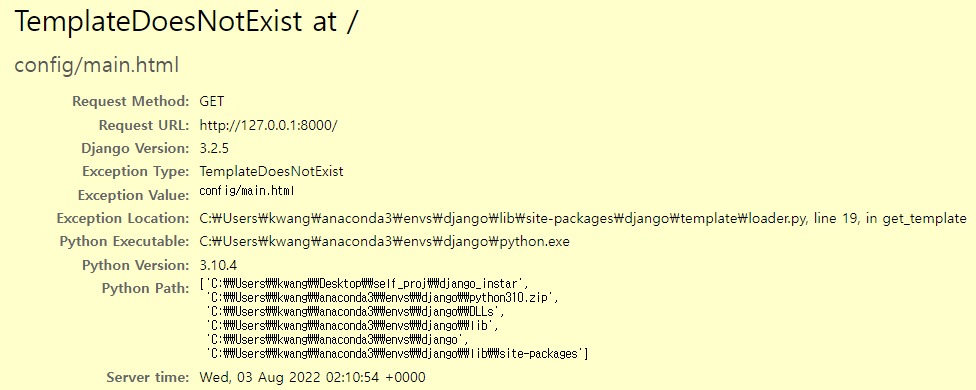 TemplateDoesNotExist at /
config/main.html
Request Method: GET
Request URL: http://127.0.0.1:8000/
Django Version: 3.2.5
Exception Type: TemplateDoesNotExist
Exception Value: config/main.html
Exception Location: C:₩Users₩kwang₩anaconda3₩envs₩django₩lib₩site-packages₩django₩template₩loader.py, line 19, in get_template
Python Executable: C:₩Users₩kwang₩anaconda3₩envs₩django₩python.exe
Python Version: 3.10.4
Python Path: ['C:₩₩Users₩₩kwang₩₩Desktop₩₩self_proj₩₩django_instar',
'C:₩₩Users₩₩kwang₩₩anaconda3₩₩envs₩₩django₩₩python310.zip',
'C:₩₩Users₩₩kwang₩₩anaconda3₩₩envs₩₩django₩₩DLLs',
'C:₩₩Users₩₩kwang₩₩anaconda3₩₩envs₩₩django₩₩lib',
'C:₩₩Users₩₩kwang₩₩anaconda3₩₩envs₩₩django',
'C:₩₩Users₩₩kwang₩₩anaconda3₩₩envs₩₩django₩₩lib₩₩site-packages']
Server time: Wed, 03 Aug 2022 02:10:54 +0000